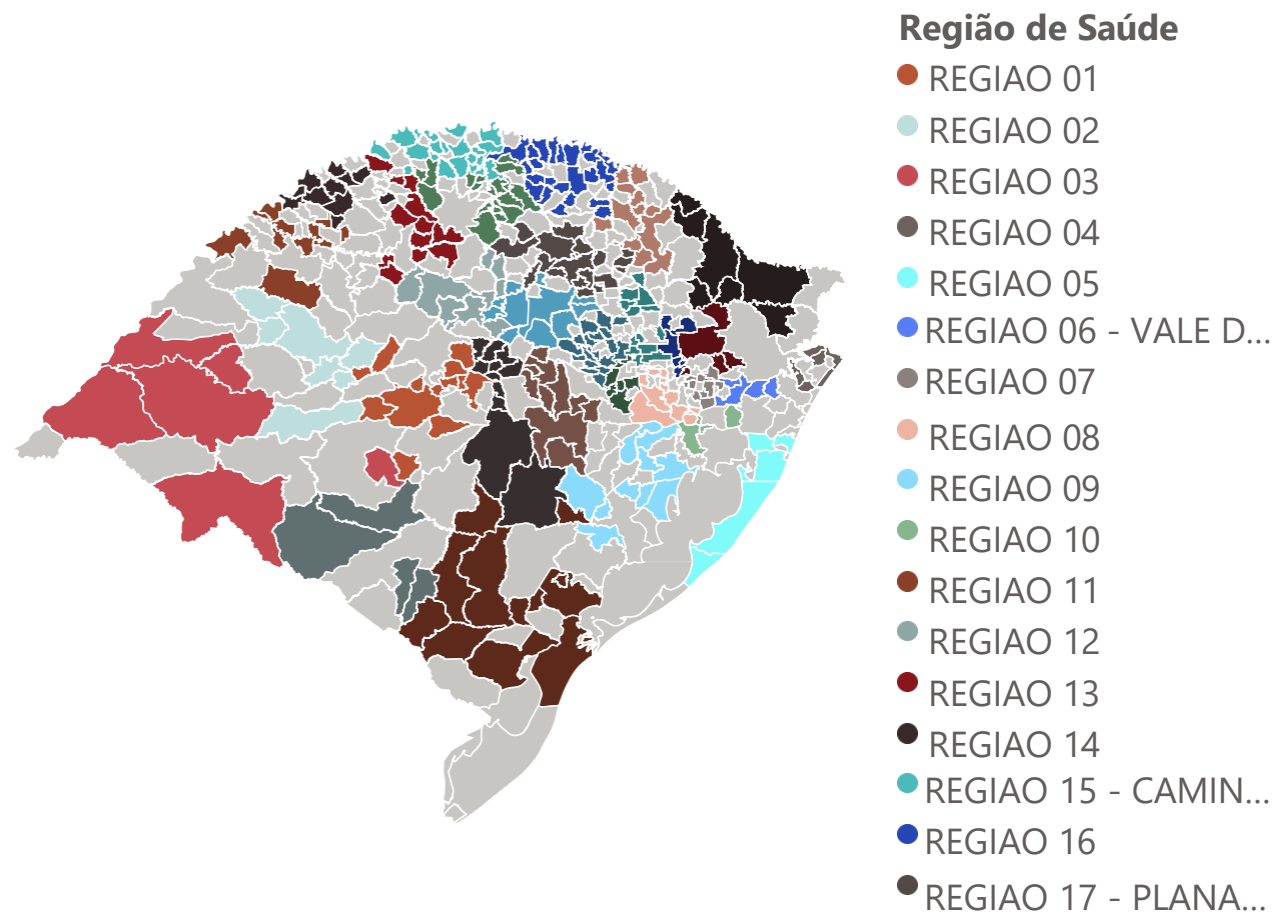 Região de Saúde
REGIAO 01
REGIAO 02
REGIAO 03
REGIAO 04
REGIAO 05
REGIAO 06 - VALE D...
REGIAO 07
REGIAO 08
REGIAO 09
REGIAO 10
REGIAO 11
REGIAO 12
REGIAO 13
REGIAO 14
REGIAO 15 - CAMIN...
REGIAO 16
REGIAO 17 - PLANA...